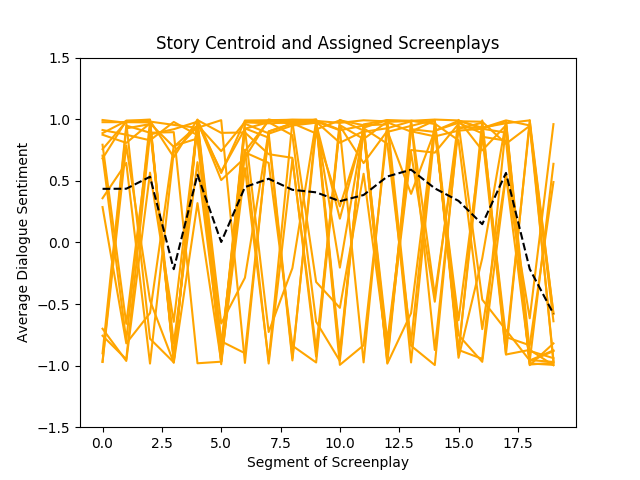 Story Centroid and Assigned Screenplays
1.5
1.0
0.5
0.0
−0.5
−1.0
−1.5
Average Dialogue Sentiment
0.0 2.5 5.0 7.5 10.0 12.5 15.0 17.5
Segment of Screenplay